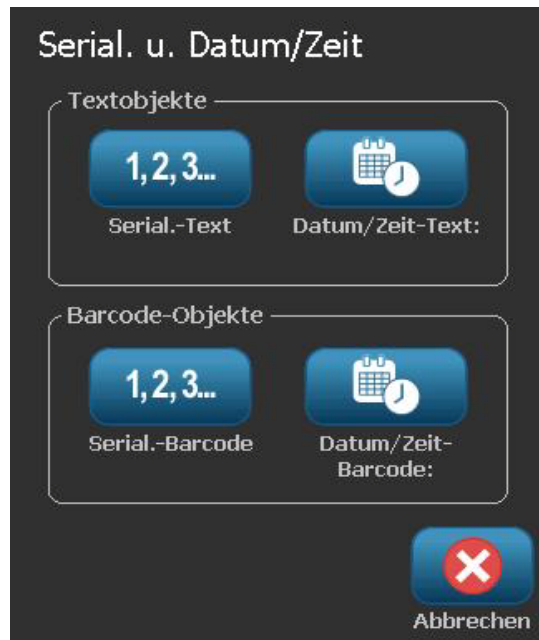 Serial. u. Datum/Zeit
Textobjekte
1, 2, 3...
Serial.-Text
Datum/Zeit-Text:
Barcode-Objekte
1, 2, 3...
Serial.-Barcode
Datum/Zeit-
Barcode:
Abbrechen